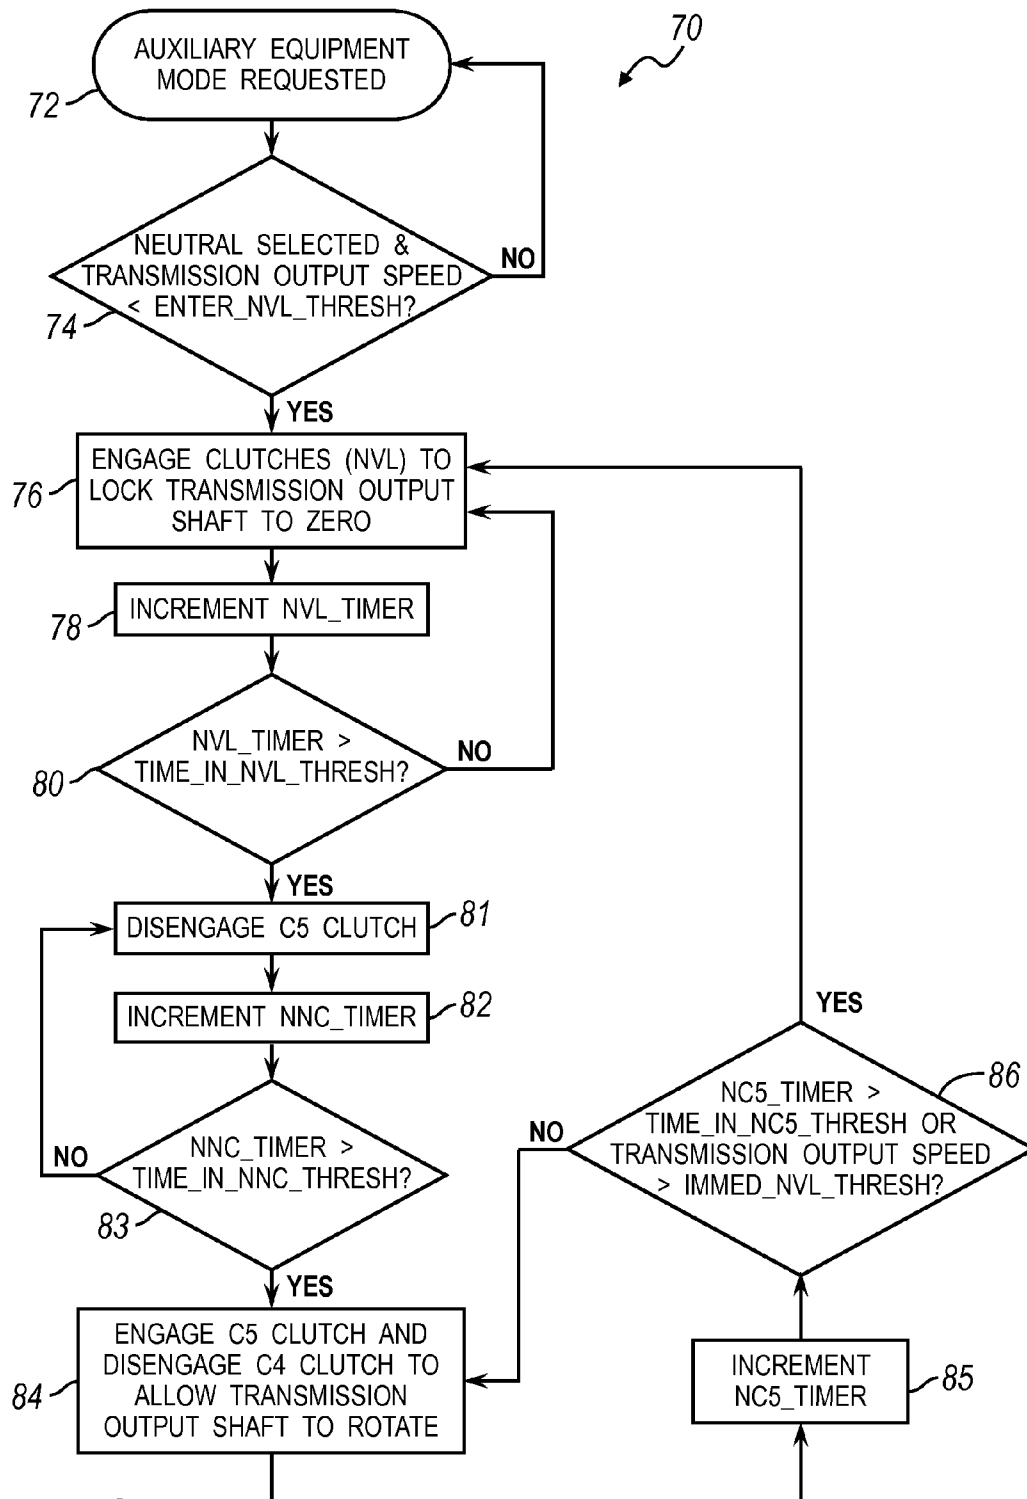 70
AUXILIARY EQUIPMENT
MODE REQUESTED
72
NEUTRAL SELECTED &
TRANSMISSION OUTPUT SPEED
< ENTER_NVL_THRESH?
NO
74
YES
ENGAGE CLUTCHES (NVL) TO
LOCK TRANSMISSION OUTPUT
SHAFT TO ZERO
76
INCREMENT NVL_TIMER
78
NVL_TIMER >
TIME_IN_NVL_THRESH?
NO
80
YES
DISENGAGE C5 CLUTCH
81
INCREMENT NNC_TIMER
82
NNC_TIMER >
TIME_IN_NNC_THRESH?
NO
83
YES
ENGAGE C5 CLUTCH AND
DISENGAGE C4 CLUTCH TO
ALLOW TRANSMISSION
OUTPUT SHAFT TO ROTATE
84
YES
NC5_TIMER >
TIME_IN_NC5_THRESH OR
TRANSMISSION OUTPUT SPEED
> IMMED_NVL_THRESH?
86
NO
INCREMENT
NC5_TIMER
85